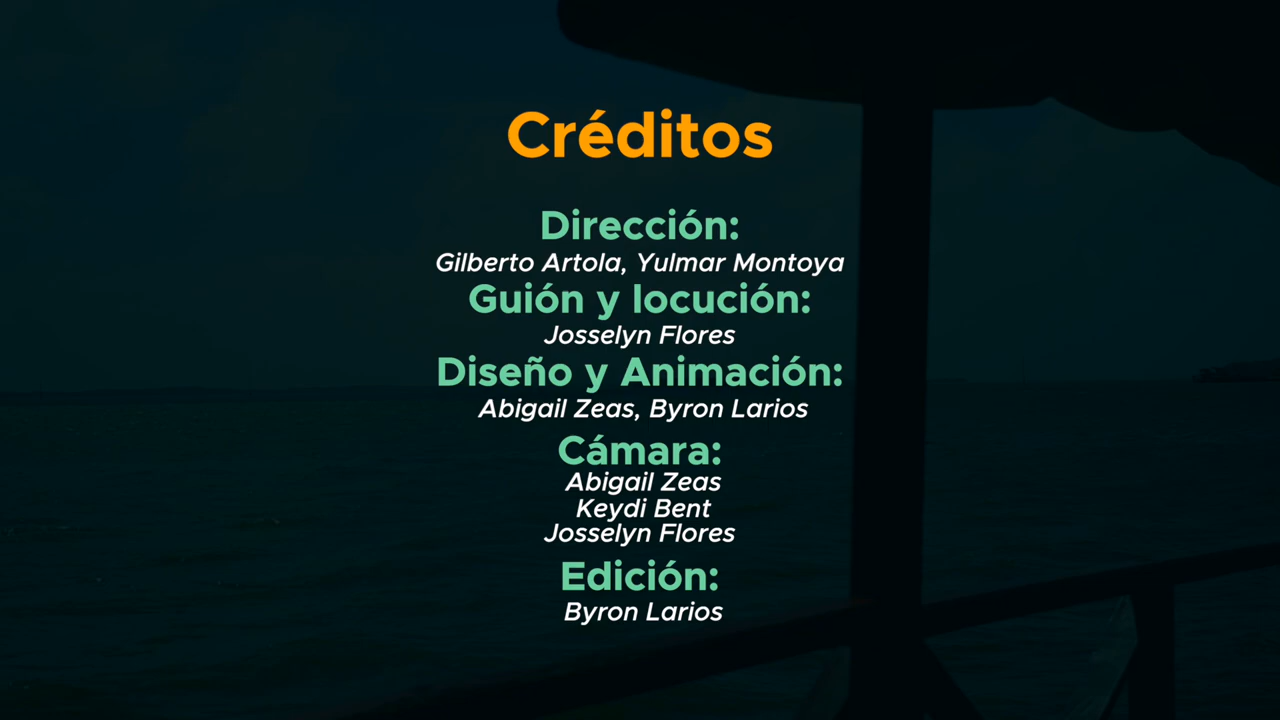 Créditos
Dirección:
Gilberto Artola, Yulmar Montoya
Guión y locución:
Josselyn Flores
Diseño y Animación:
Abigail Zeas, Byron Larios
Cámara:
Abigail Zeas
Keydi Bent
Josselyn Flores
Edición:
Byron Larios